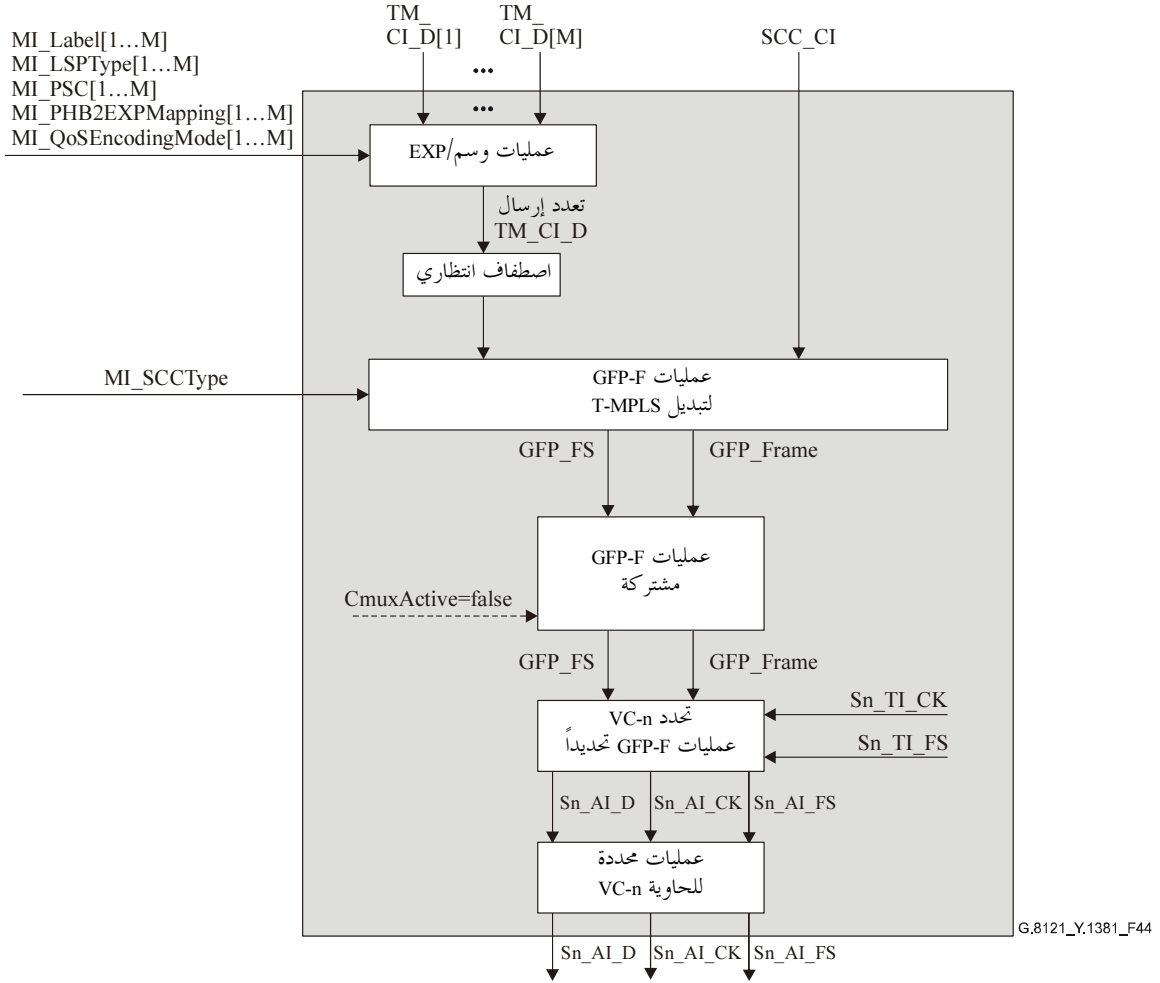 TM_
CI_D[1]
TM_
CI_D[M]
SCC_CI
MI_Label[1…M]
MI_LSPType[1…M]
MI_PSC[1…M]
MI_PHB2EXPMapping[1…M]
MI_QoSEncodingMode[1…M]
...
...
عمليات وسم/EXP
تعدد إرسال
TM_CI_D
اصطفاف انتظاري
MI_SCCType
عمليات GFP-F
لتبديل T-MPLS
GFP_FS
GFP_Frame
عمليات GFP-F
مشتركة
CmuxActive=false
GFP_FS
GFP_Frame
تحدد VC-n
عمليات GFP-F تحديداً
Sn_TI_CK
Sn_TI_FS
Sn_AI_D
Sn_AI_CK
Sn_AI_FS
عمليات محددة
للحاوية VC-n
G.8121_Y.1381_F44
Sn_AI_D
Sn_AI_CK
Sn_AI_FS